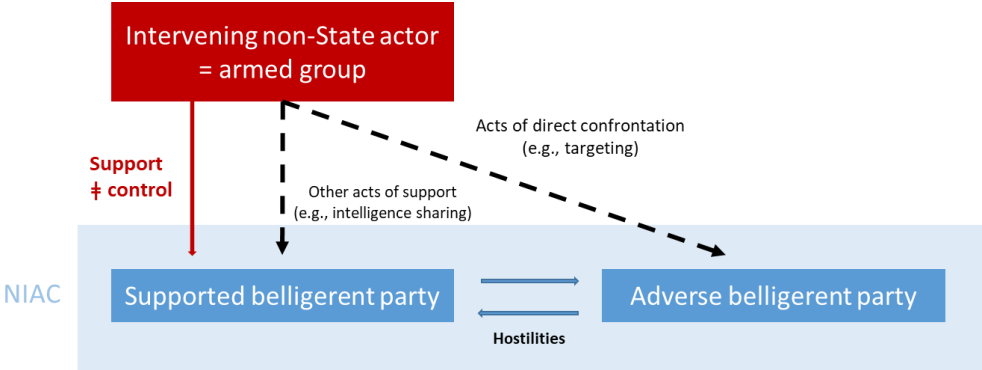 Intervening non-State actor
= armed group
Acts of direct confrontation
(e.g., targeting)
Support
ǂ control
Other acts of support
(e.g., intelligence sharing)
NIAC
Supported belligerent party
Adverse belligerent party
Hostilities